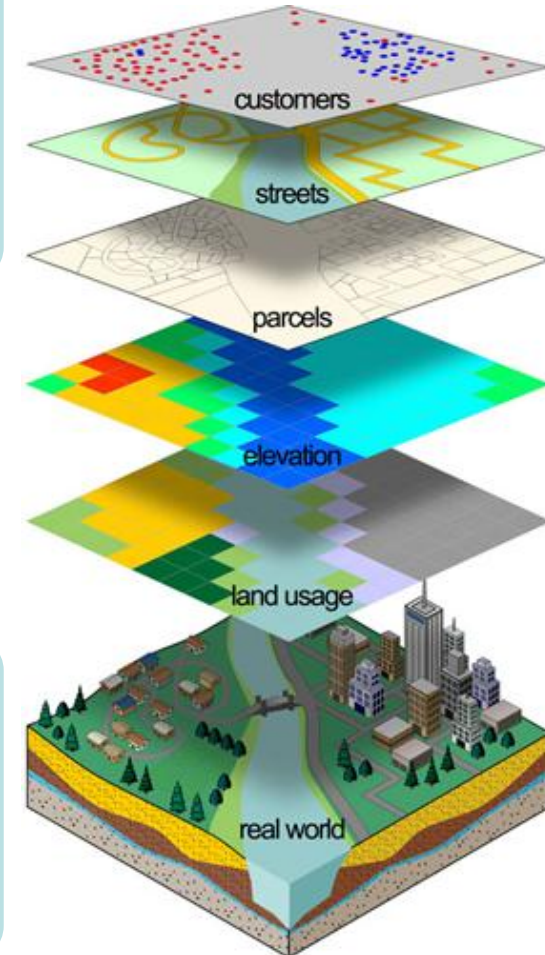 customers
streets
parcels
elevation
land usage
real world